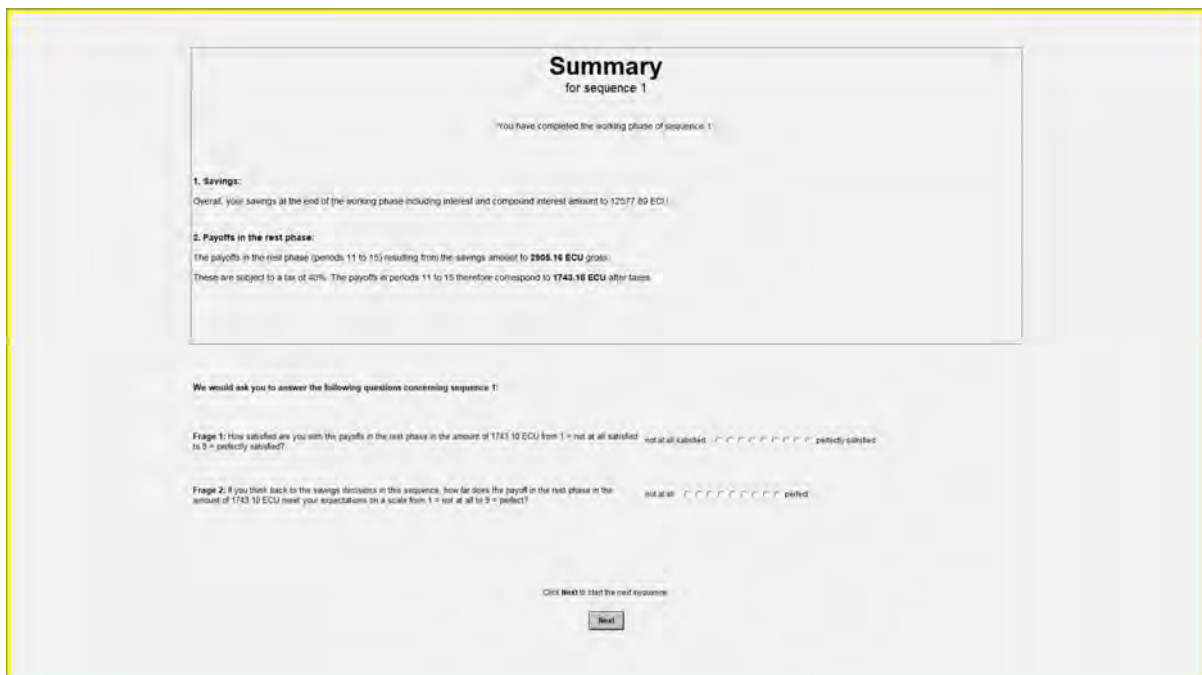 Summary
for sequence 1
You have completed the working phase of sequence 1
1. Savings:
Overall, your savings at the end of the working phase including interest and compound interest amount to 12577.89 ECU.
2. Payoffs in the rest phase:
The payoffs in the rest phase (periods 11 to 15) resulting from the savings amount to 2905.16 ECU gross.
These are subject to a tax of 40%. The payoffs in periods 11 to 15 therefore correspond to 1743.10 ECU after taxes.
We would ask you to answer the following questions concerning sequence 1:
Frage 1: How satisfied are you with the payoffs in the rest phase in the amount of 1743.10 ECU from 1 = not at all satisfied
to 9 = perfectly satisfied?
not at all satisfied perfectly satisfied
Frage 2: If you think back to the savings decisions in this sequence, how far does the payoff in the rest phase in the
amount of 1743.10 ECU meet your expectations on a scale from 1 = not at all to 9 = perfect?
not at all perfect
Click Next to start the next sequence
Next